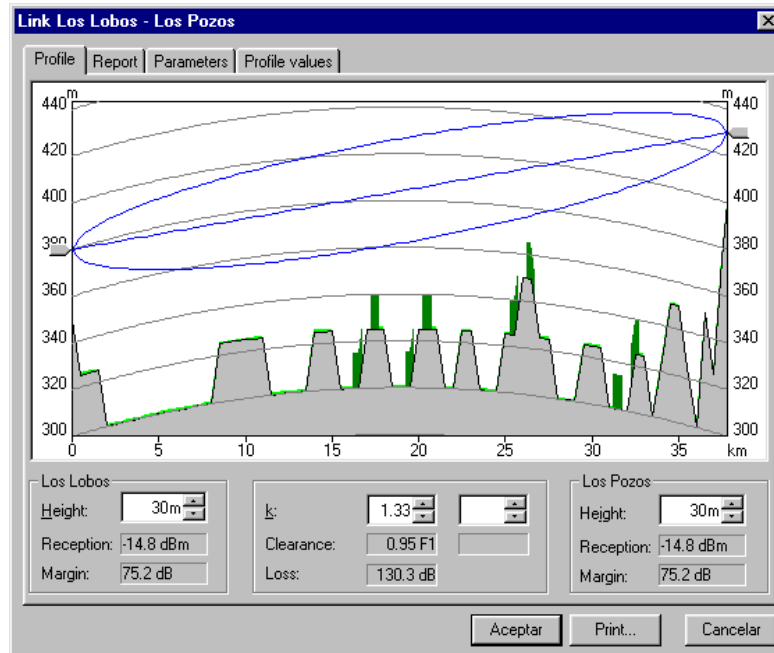 Link Los Lobos - Los Pozos
Profile Report Parameters Profile values
m m
440 440
420 420
400 400
380 380
360 360
340 340
320 320
300 300
0 5 10 15 20 25 30 35 km
Los Lobos
Height: 30m
Reception: -14.8 dBm
Margin: 75.2 dB
k: 1.33
Clearance: 0.95 F1
Loss: 130.3 dB
Los Pozos
Height: 30m
Reception: -14.8 dBm
Margin: 75.2 dB
Aceptar Print... Cancelar